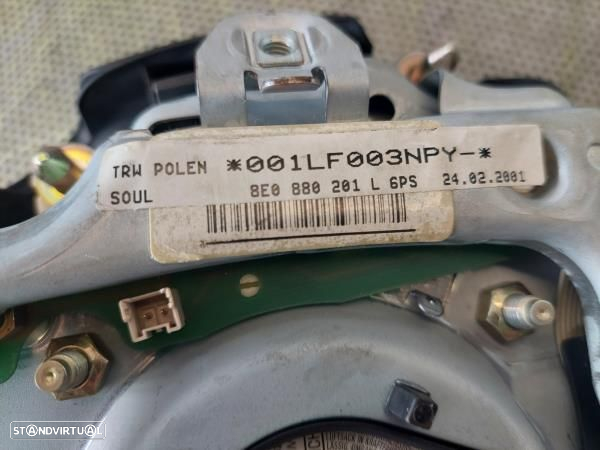 TRW POLEN *001LF003NPY-*
SOUL 8E0 880 201 L 6PS 24.02.2001
STANDVIRTUAL